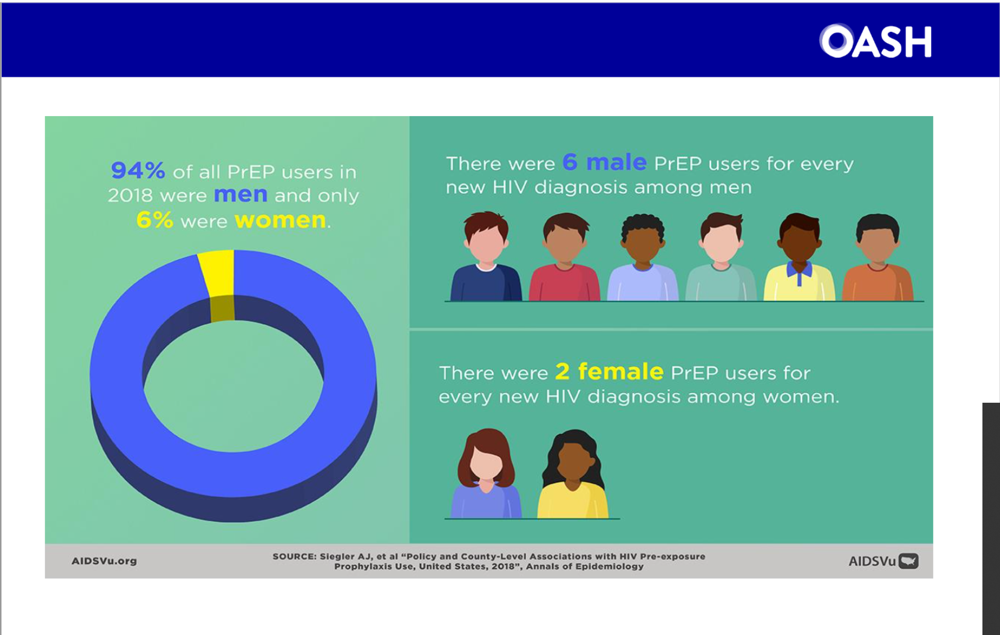 OASH
94% of all PrEP users in
2018 were men and only
6% were women.
There were 6 male PrEP users for every
new HIV diagnosis among men
There were 2 female PrEP users for
every new HIV diagnosis among women.
AIDSVu.org
SOURCE: Siegler AJ, et al “Policy and County-Level Associations with HIV Pre-exposure
Prophylaxis Use, United States, 2018”, Annals of Epidemiology
AIDSVu